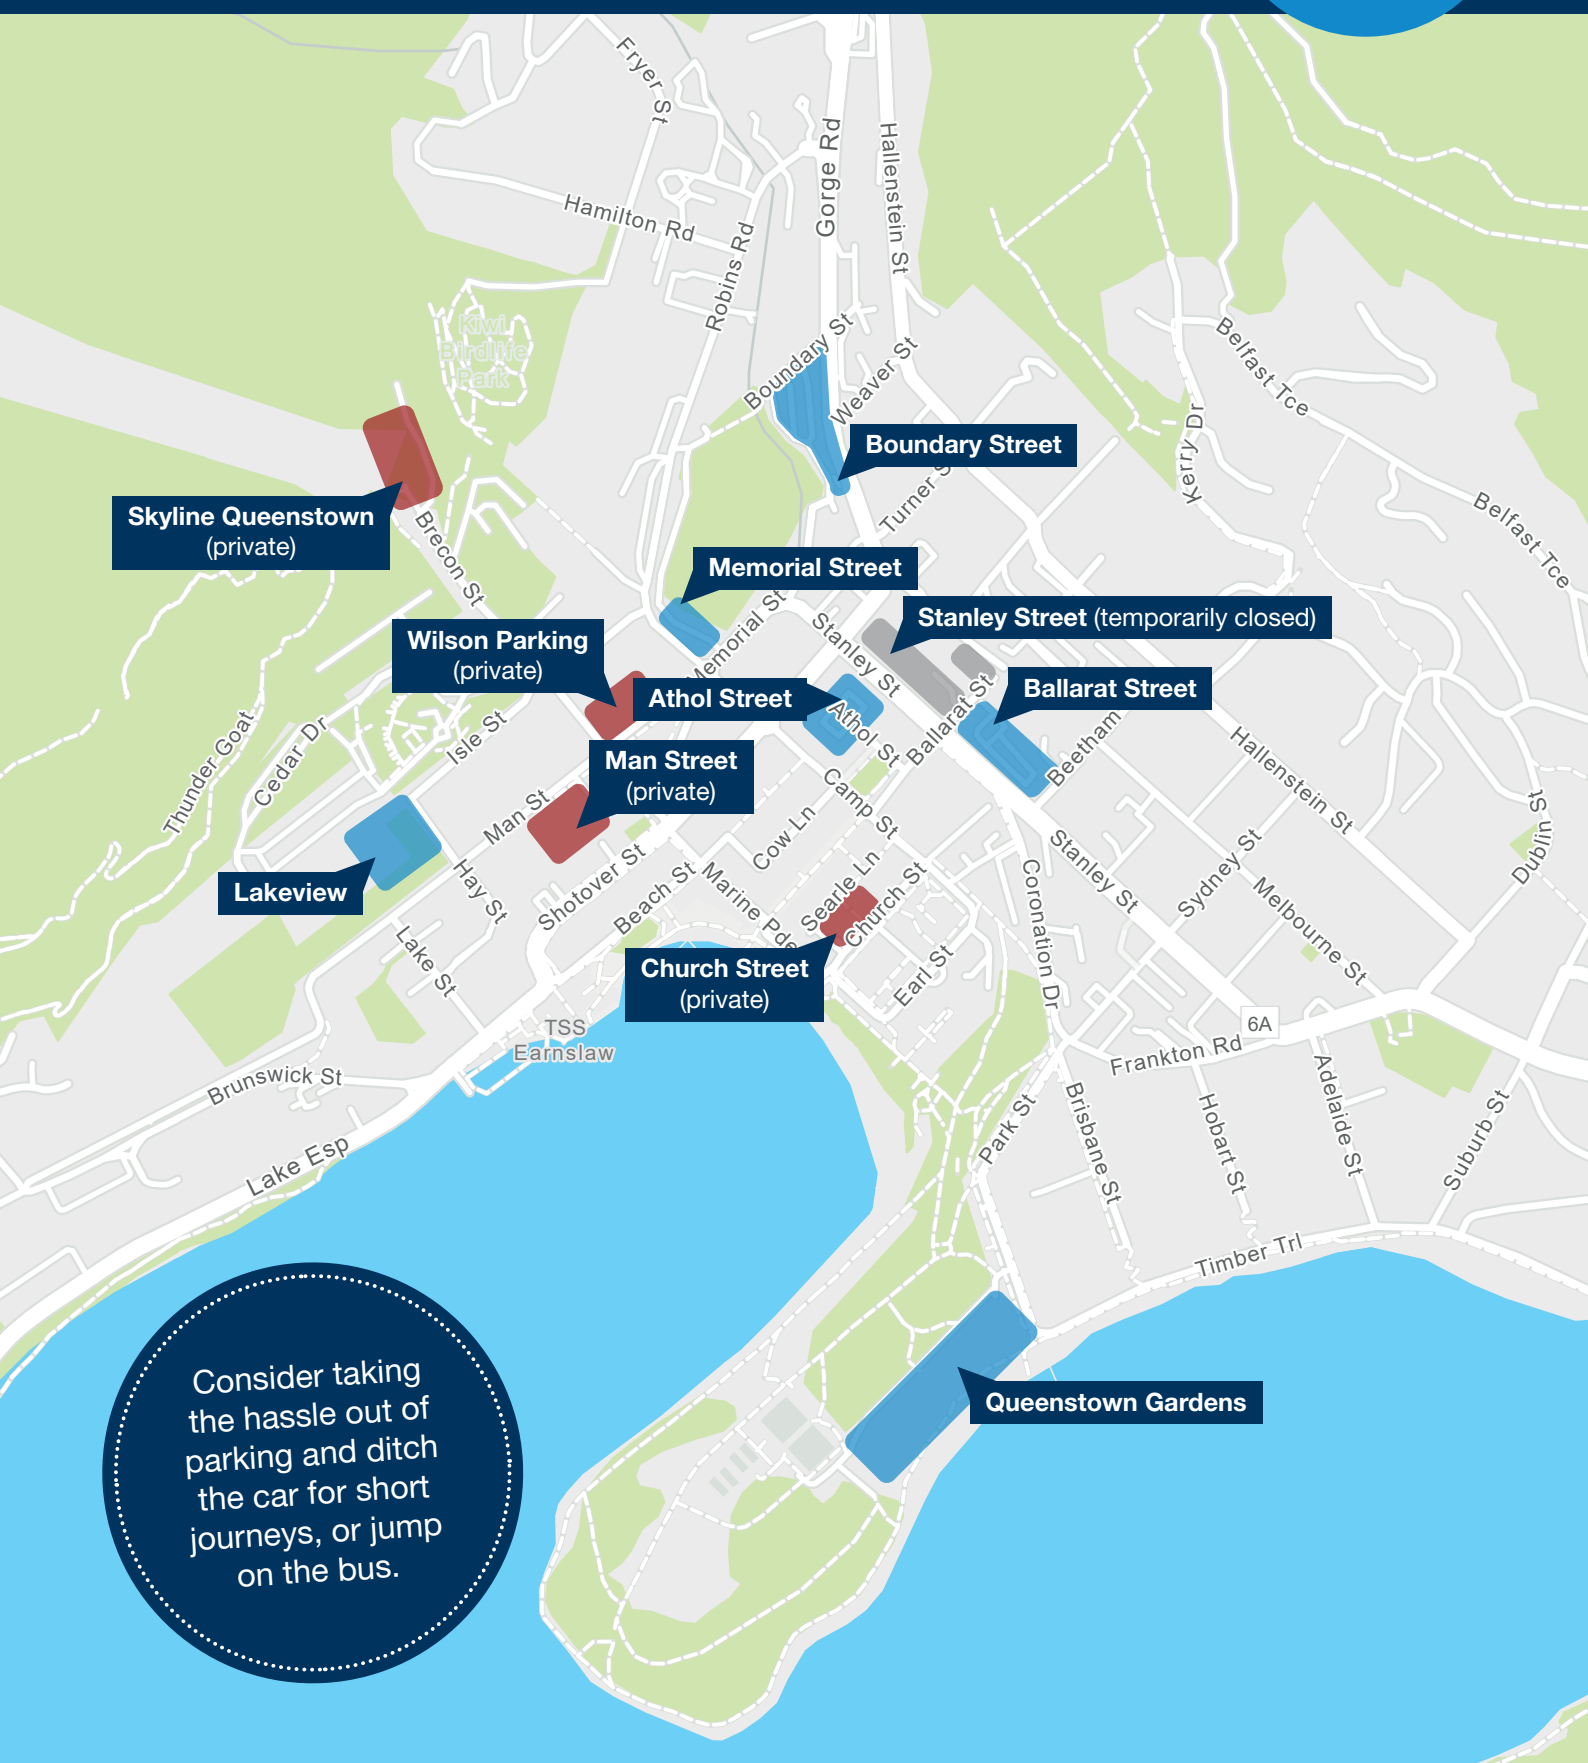 Fryer St
Gorge Rd
Hallenstein St
Hamilton Rd
Robins Rd
Kiwi
Birdlife
Park
Boundary St
Weaver St
Belfast Tce
Kerry Dr
Boundary Street
Turner S
Belfast Tce
Skyline Queenstown
(private)
Brecon St
Memorial Street
Memorial St
Stanley Street (temporarily closed)
Stanley St
Wilson Parking
(private)
Athol Street
Athol St
Ballarat St
Ballarat Street
Beetham
Hallenstein St
Thunder Goat
Cedar Dr
Isle St
Man Street
(private)
Man St
Camp St
Cow Ln
Dublin St
Lakeview
Hay St
Shotover St
Beach St
Marine Pde
Searle Ln
Church St
Coronation Dr
Stanley St
Sydney St
Melbourne St
Lake St
Church Street
(private)
Earl St
TSS
Earnslaw
6A
Frankton Rd
Brunswick St
Lake Esp
Park St
Brisbane St
Hobart St
Adelaide St
Suburb St
Timber Trl
Queenstown Gardens
Consider taking
the hassle out of
parking and ditch
the car for short
journeys, or jump
on the bus.